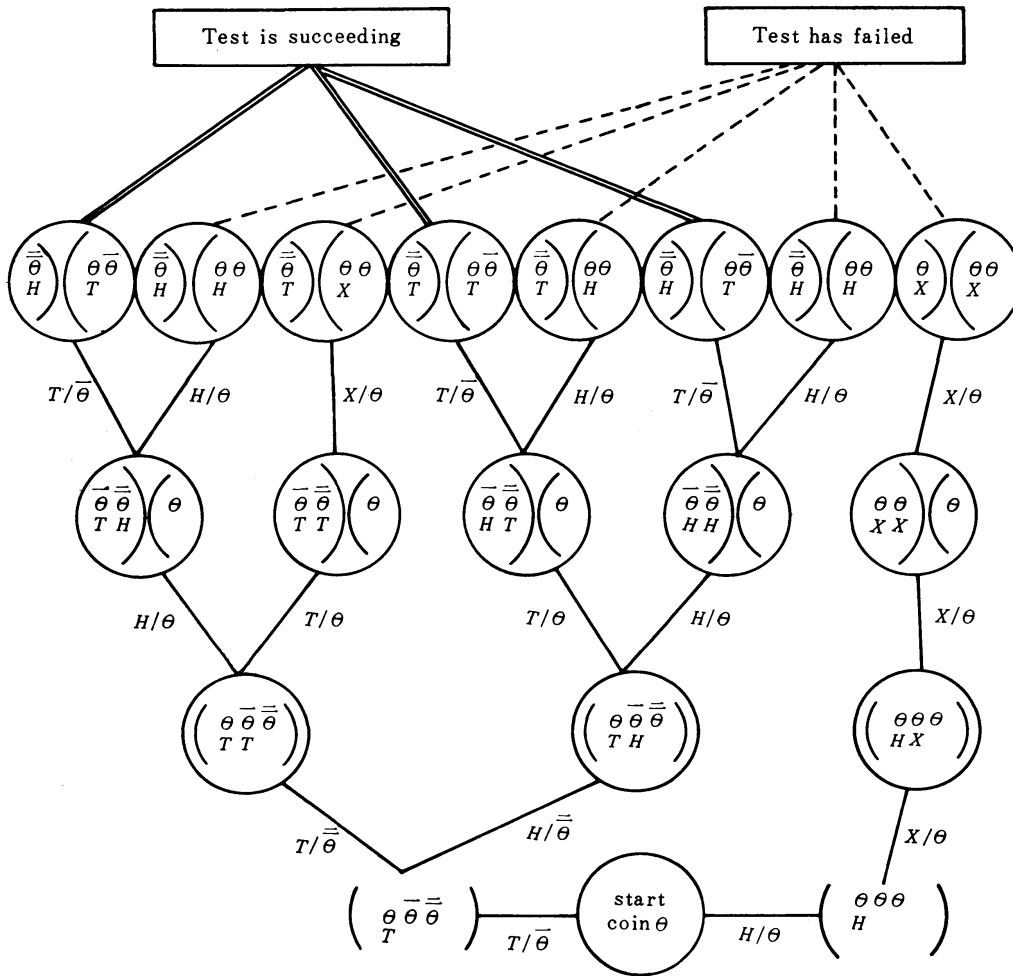 Test is succeeding
Test has failed
θ̿ θ θ̄ θ̿ θ θ θ̿ θ θ θ̿ θ θ̄ θ̿ θ θ θ̿ θ θ̄ θ̿ θ θ θ θ θ
H T H H T X T T T H H T H H X X
T/θ̄ H/θ X/θ T/θ̄ H/θ T/θ̄ H/θ X/θ
θ̄ θ̿ θ θ̄ θ̿ θ θ̄ θ̿ θ θ̄ θ̿ θ θ θ θ
T H T T H T H H X X
H/θ T/θ T/θ H/θ X/θ
θ θ̄ θ̿ θ θ̄ θ̿ θ θ θ
T T T H H X
T/θ̿ H/θ̿ X/θ
θ θ̄ θ̿ start θ θ θ
T coin θ H
T/θ̄ H/θ